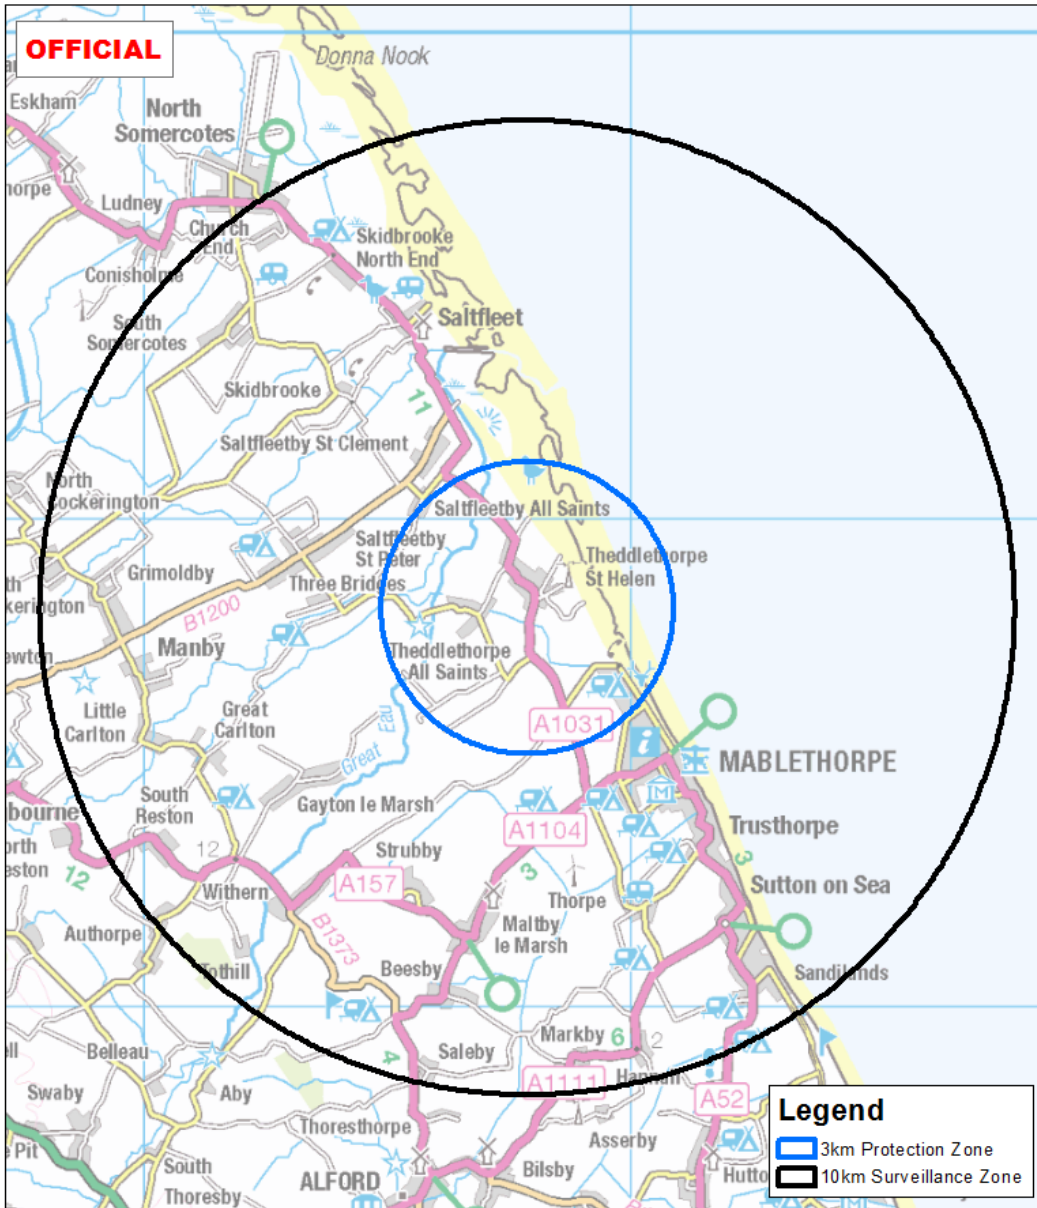 OFFICIAL
Donna Nook
Eskham
North
Somercotes
Ludney
Church
End
Skidbrooke
North End
Conisholme
Saltfleet
South
Somercotes
Skidbrooke
11
Saltfleetby St Clement
North
Cockerington
Saltfleetby All Saints
Saltfleetby
St Peter
Theddlethorpe
St Helen
Grimoldby
Three Bridges
B1200
Manby
Theddlethorpe
All Saints
Little
Carlton
Great
Carlton
Great Eau
A1031
i
MABLETHORPE
M
South
Reston
Gayton le Marsh
A1104
Trusthorpe
12
12
Strubby
3
3
A157
Withern
Thorpe
Sutton on Sea
Authorpe
B1373
Maltby
le Marsh
Tothill
Beesby
Sandilands
Markby
6
2
Belleau
4
Saleby
Hannah
Swaby
Aby
A1111
A52
Thoresthorpe
Asserby
South
Thoresby
ALFORD
Bilsby
Legend
3km Protection Zone
10km Surveillance Zone